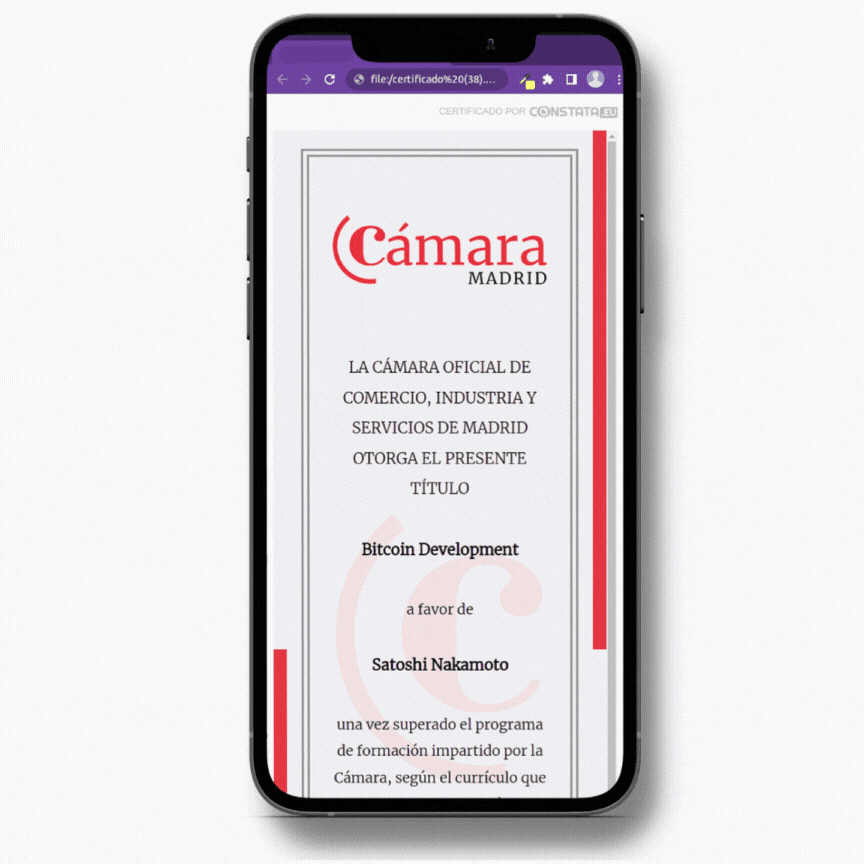 file:/certificado%20(38)....
CERTIFICADO POR CONSTATA.EU
Cámara
MADRID
LA CÁMARA OFICIAL DE
COMERCIO, INDUSTRIA Y
SERVICIOS DE MADRID
OTORGA EL PRESENTE
TÍTULO
Bitcoin Development
a favor de
Satoshi Nakamoto
una vez superado el programa
de formación impartido por la
Cámara, según el currículo que